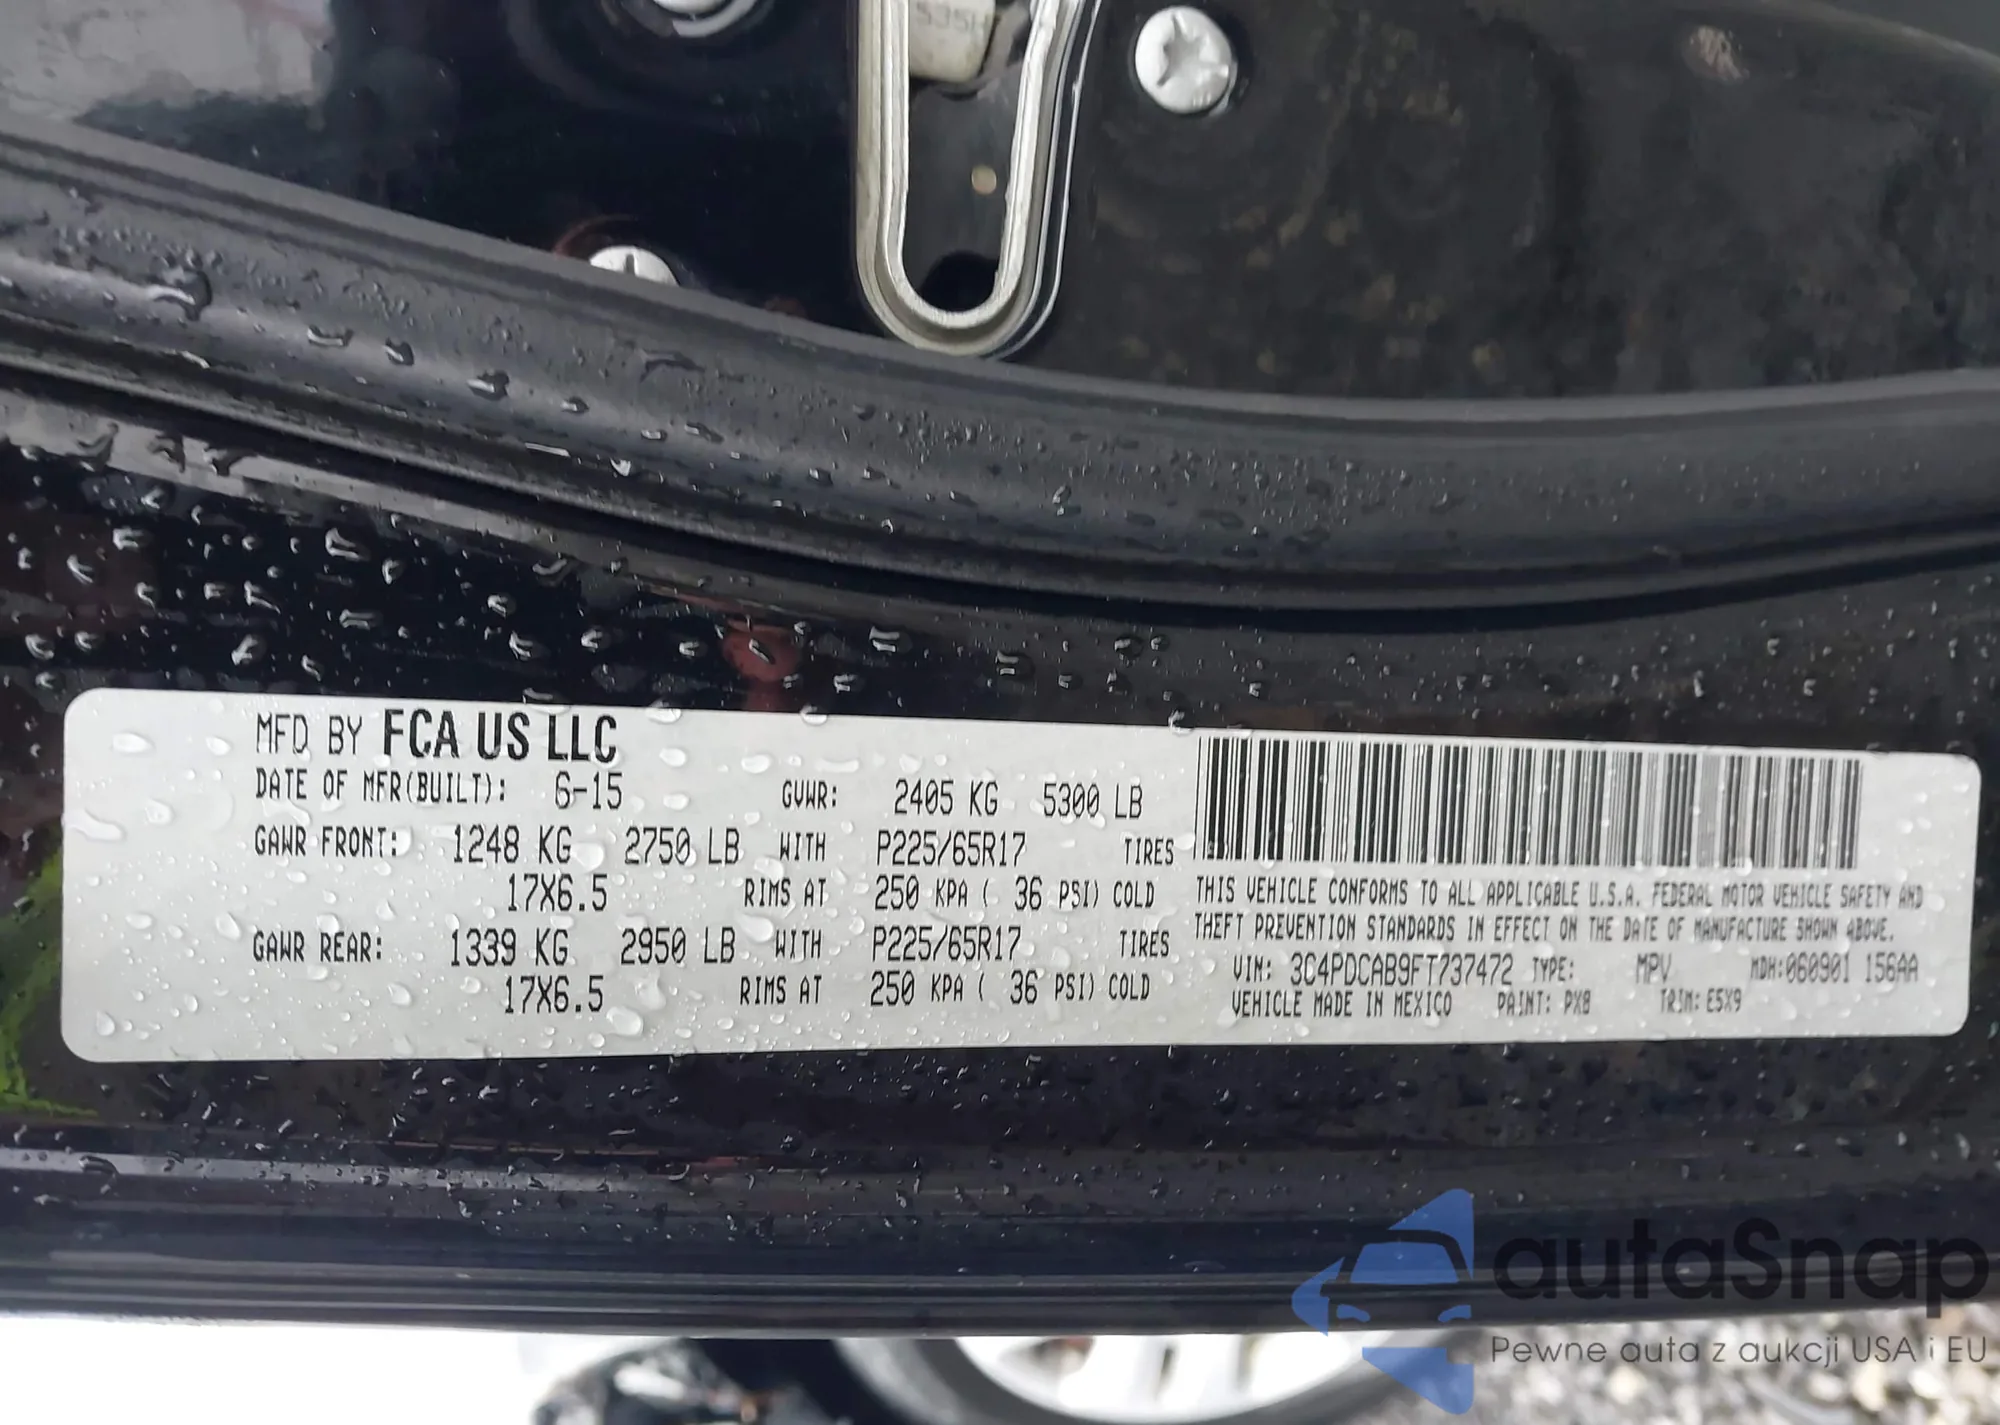 MFD BY FCA US LLC
DATE OF MFR(BUILT): 6-15 GVWR: 2405 KG 5300 LB
GAWR FRONT: 1248 KG 2750 LB WITH P225/65R17 TIRES
17X6.5 RIMS AT 250 KPA ( 36 PSI) COLD
GAWR REAR: 1339 KG 2950 LB WITH P225/65R17 TIRES
17X6.5 RIMS AT 250 KPA ( 36 PSI) COLD
THIS VEHICLE CONFORMS TO ALL APPLICABLE U.S.A. FEDERAL MOTOR VEHICLE SAFETY AND
THEFT PREVENTION STANDARDS IN EFFECT ON THE DATE OF MANUFACTURE SHOWN ABOVE.
VIN: 3C4PDCAB9FT737472 TYPE: MPV MDH:060901 156AA
VEHICLE MADE IN MEXICO PAINT: PX8 TRIM: E5X9
autaSnap
Pewne auta z aukcji USA i EU